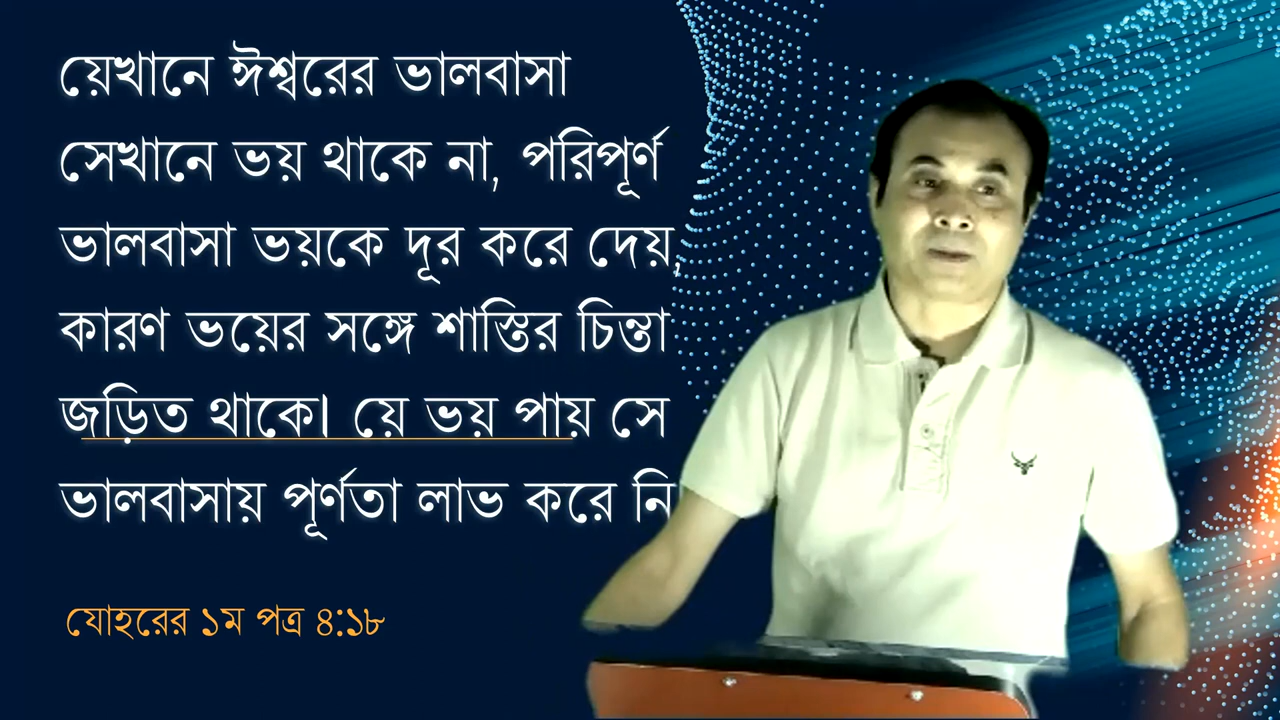 যেখানে ঈশ্বরের ভালবাসা
সেখানে ভয় থাকে না, পরিপূর্ণ
ভালবাসা ভয়কে দূর করে দেয়,
কারণ ভয়ের সঙ্গে শাস্তির চিন্তা
জড়িত থাকে। যে ভয় পায় সে
ভালবাসায় পূর্ণতা লাভ করে নি
যোহরের ১ম পত্র ৪:১৮